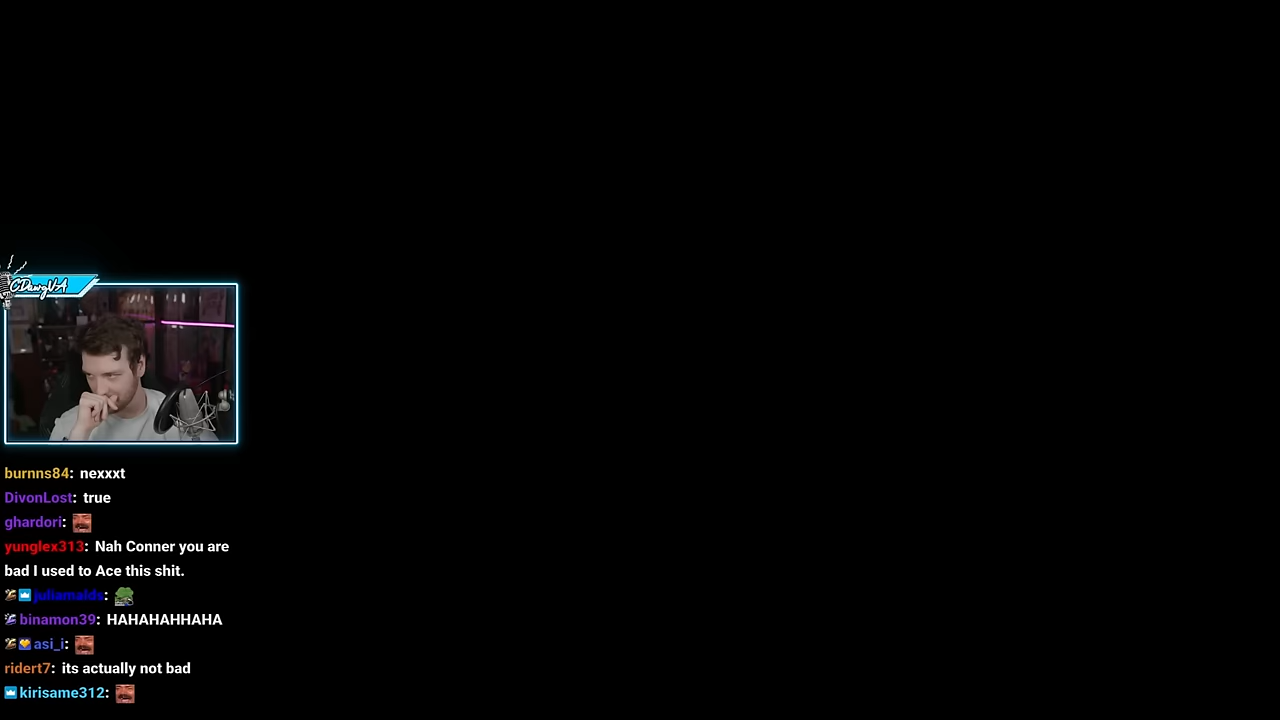 CDawgVA
burnns84: nexxxt
DivonLost: true
ghardori:
yunglex313: Nah Conner you are
bad I used to Ace this shit.
juliamalds:
binamon39: HAHAHAHHAHA
asi_i:
ridert7: its actually not bad
kirisame312: